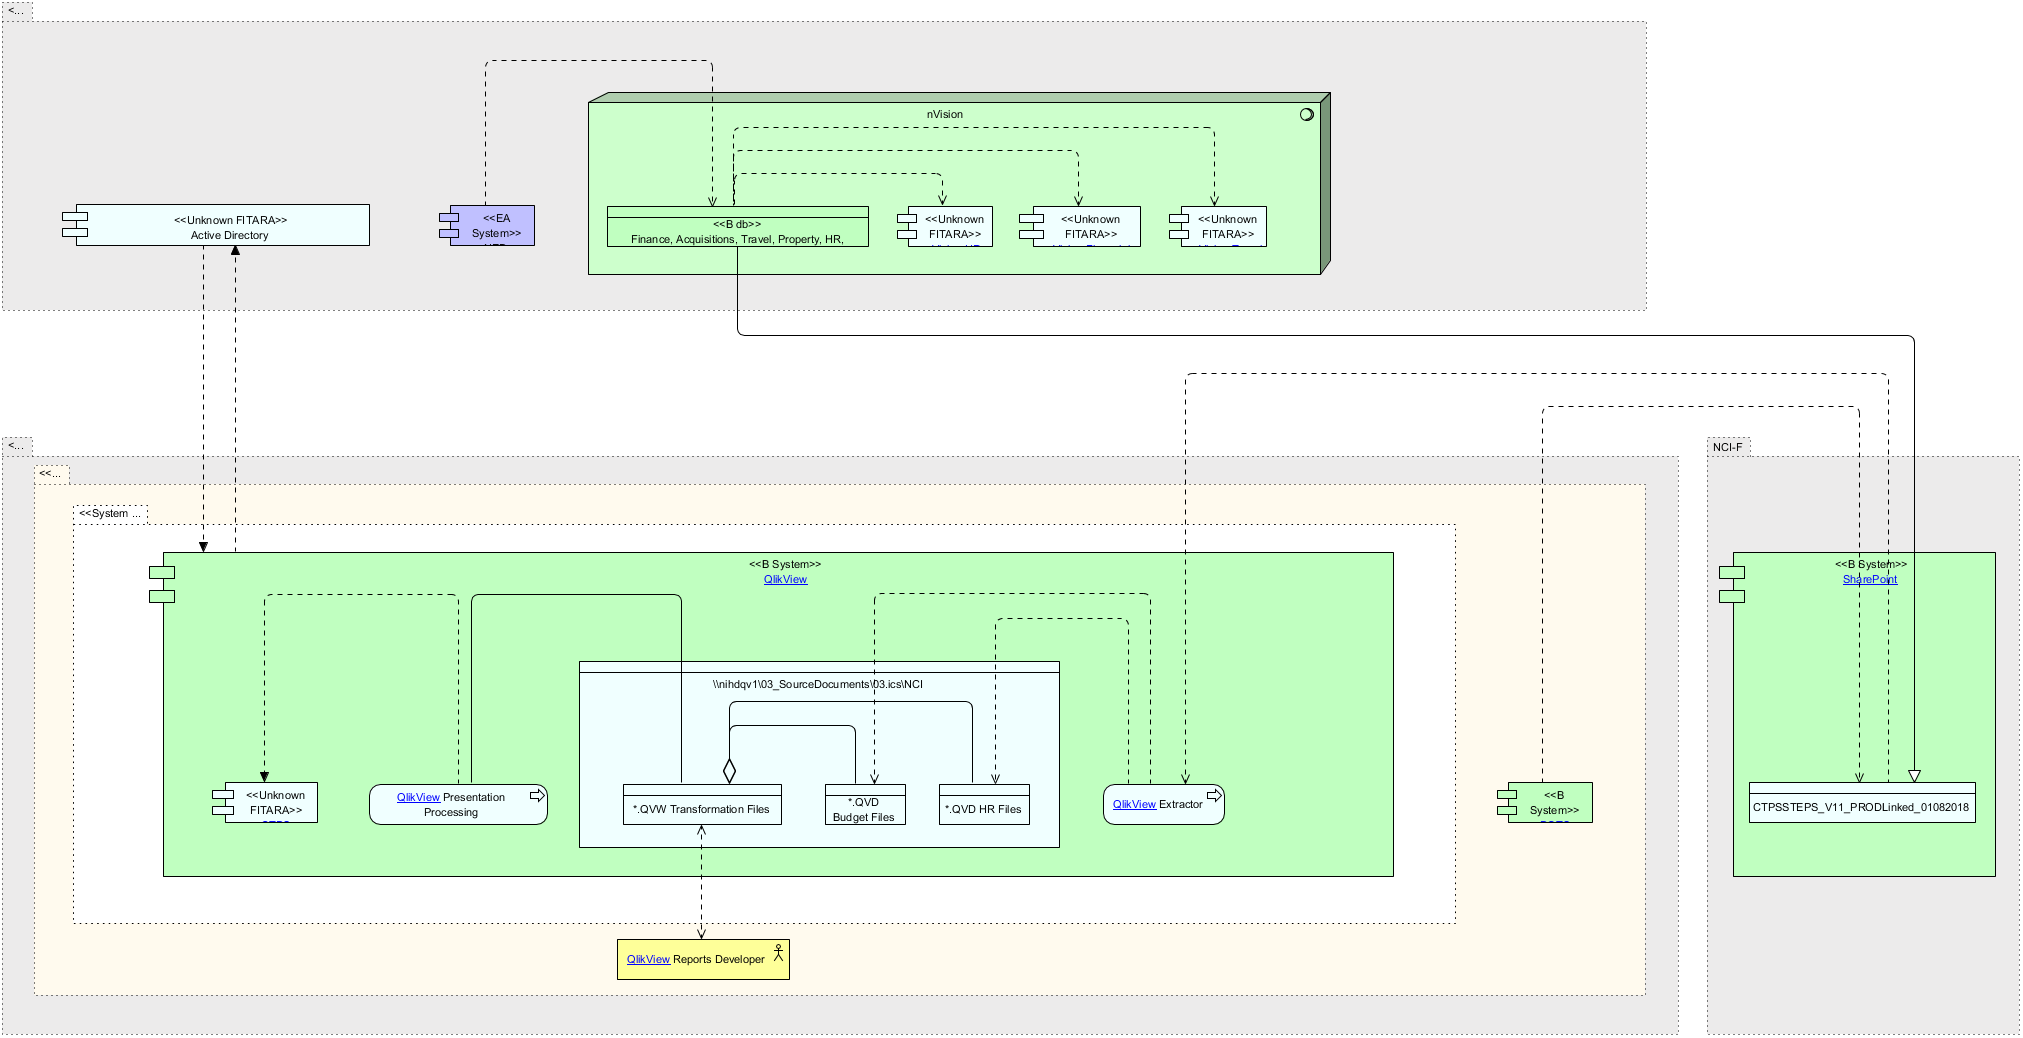 <...
nVision
<<Unknown FITARA>>
Active Directory
<<EA
System>>
<<B db>>
Finance, Acquisitions, Travel, Property, HR,
<<Unknown
FITARA>>
<<Unknown
FITARA>>
<<Unknown
FITARA>>
<...
<<...
<<System ...
<<B System>>
QlikView
\\nihdqv1\03_SourceDocuments\03.ics\NCI
<<Unknown
FITARA>>
QlikView Presentation
Processing
*.QVW Transformation Files
*.QVD
Budget Files
*.QVD HR Files
QlikView Extractor
<<B
System>>
QlikView Reports Developer
NCI-F
<<B System>>
SharePoint
CTPSSTEPS_V11_PRODLinked_01082018